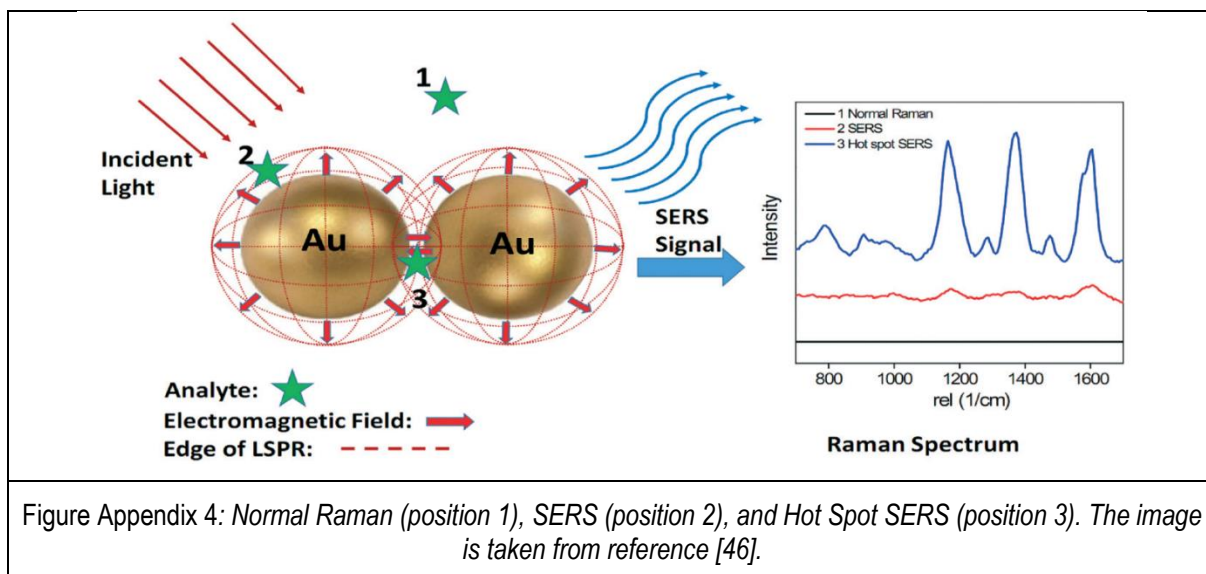 1
2
Incident
Light
Au
Au
3
SERS
Signal
Analyte:
Electromagnetic Field:
Edge of LSPR:
1 Normal Raman
2 SERS
3 Hot spot SERS
Intensity
800 1000 1200 1400 1600
rel (1/cm)
Raman Spectrum
Figure Appendix 4: Normal Raman (position 1), SERS (position 2), and Hot Spot SERS (position 3). The image
is taken from reference [46].